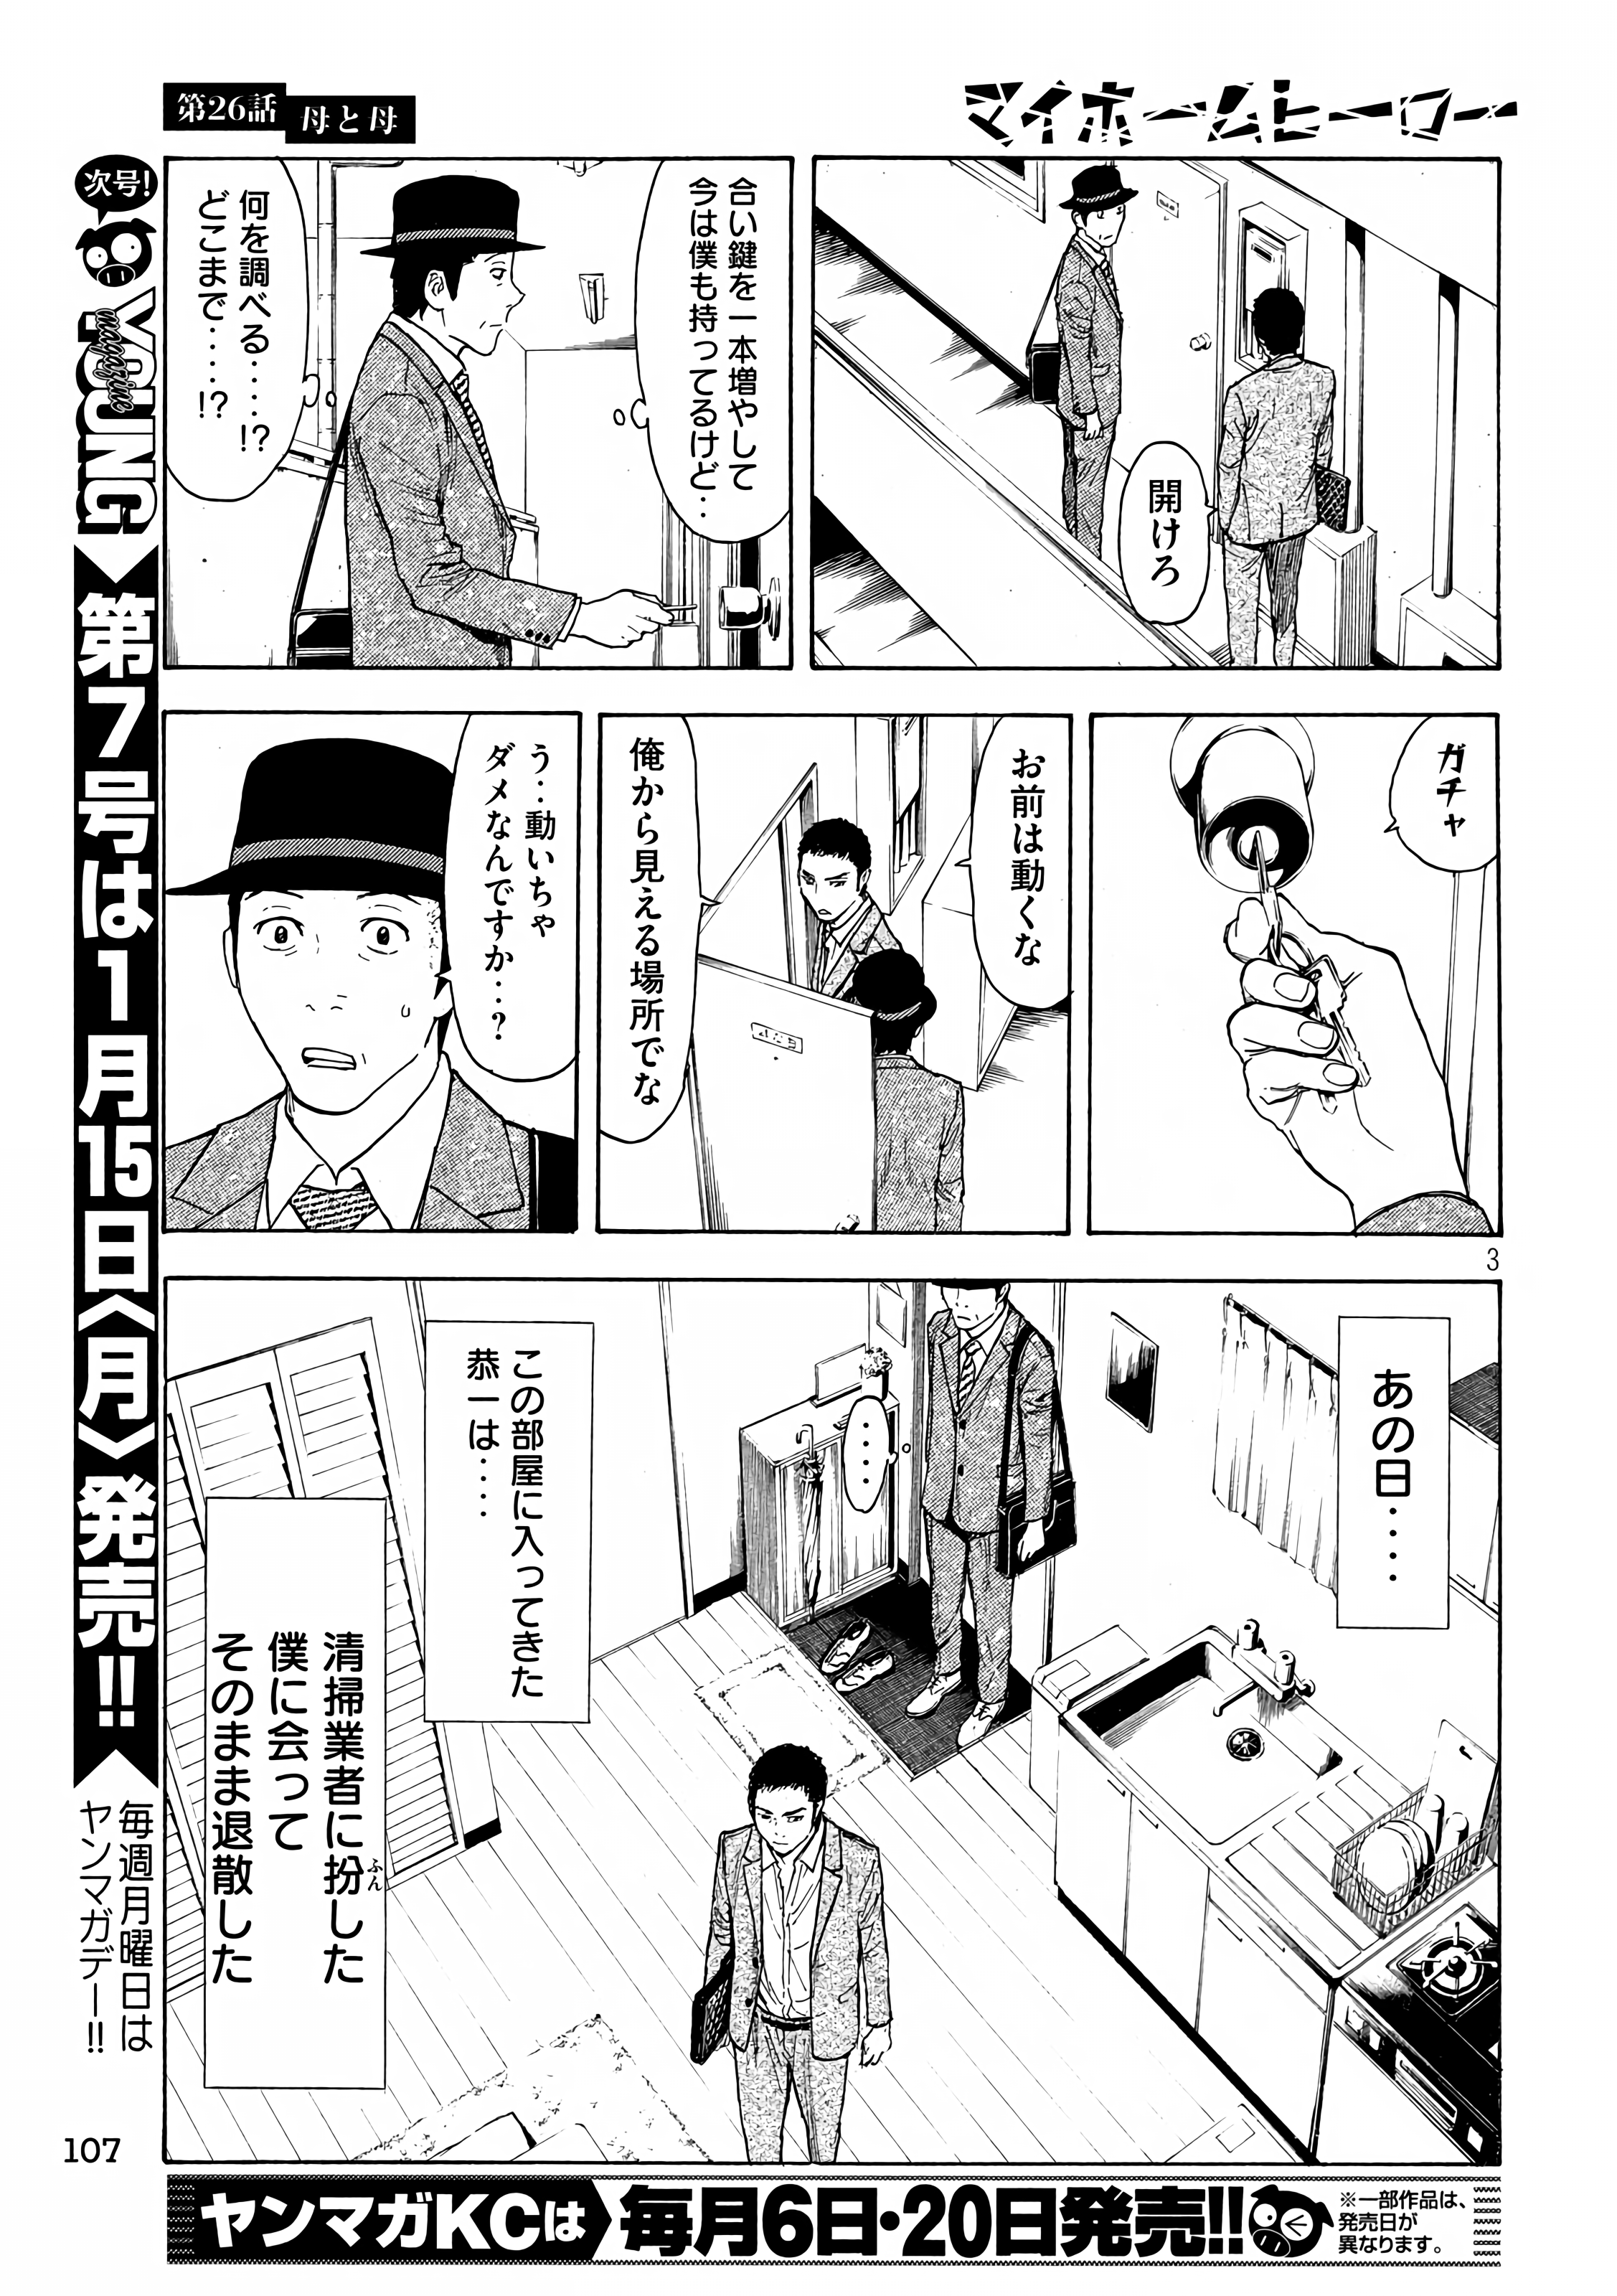 第26話
母と母
マイホームヒーロー
開けろ
合い鍵を一本増やして
今は僕も持ってるけど‥
何を調べる‥‥!?
どこまで‥‥!?
ガチャ
お前は動くな
俺から見える場所でな
う‥動いちゃ
ダメなんですか‥?
3
あの日‥‥
‥‥
この部屋に入ってきた
恭一は‥‥
清掃業者に扮した
ふん
僕に会って
そのまま退散した
次号!
YOUNG
magazine
第7号は1月15日〈月〉発売!!
毎週月曜日は
ヤンマガデー!!
107
ヤンマガKCは
毎月6日・20日発売!!
※一部作品は、
発売日が
異なります。